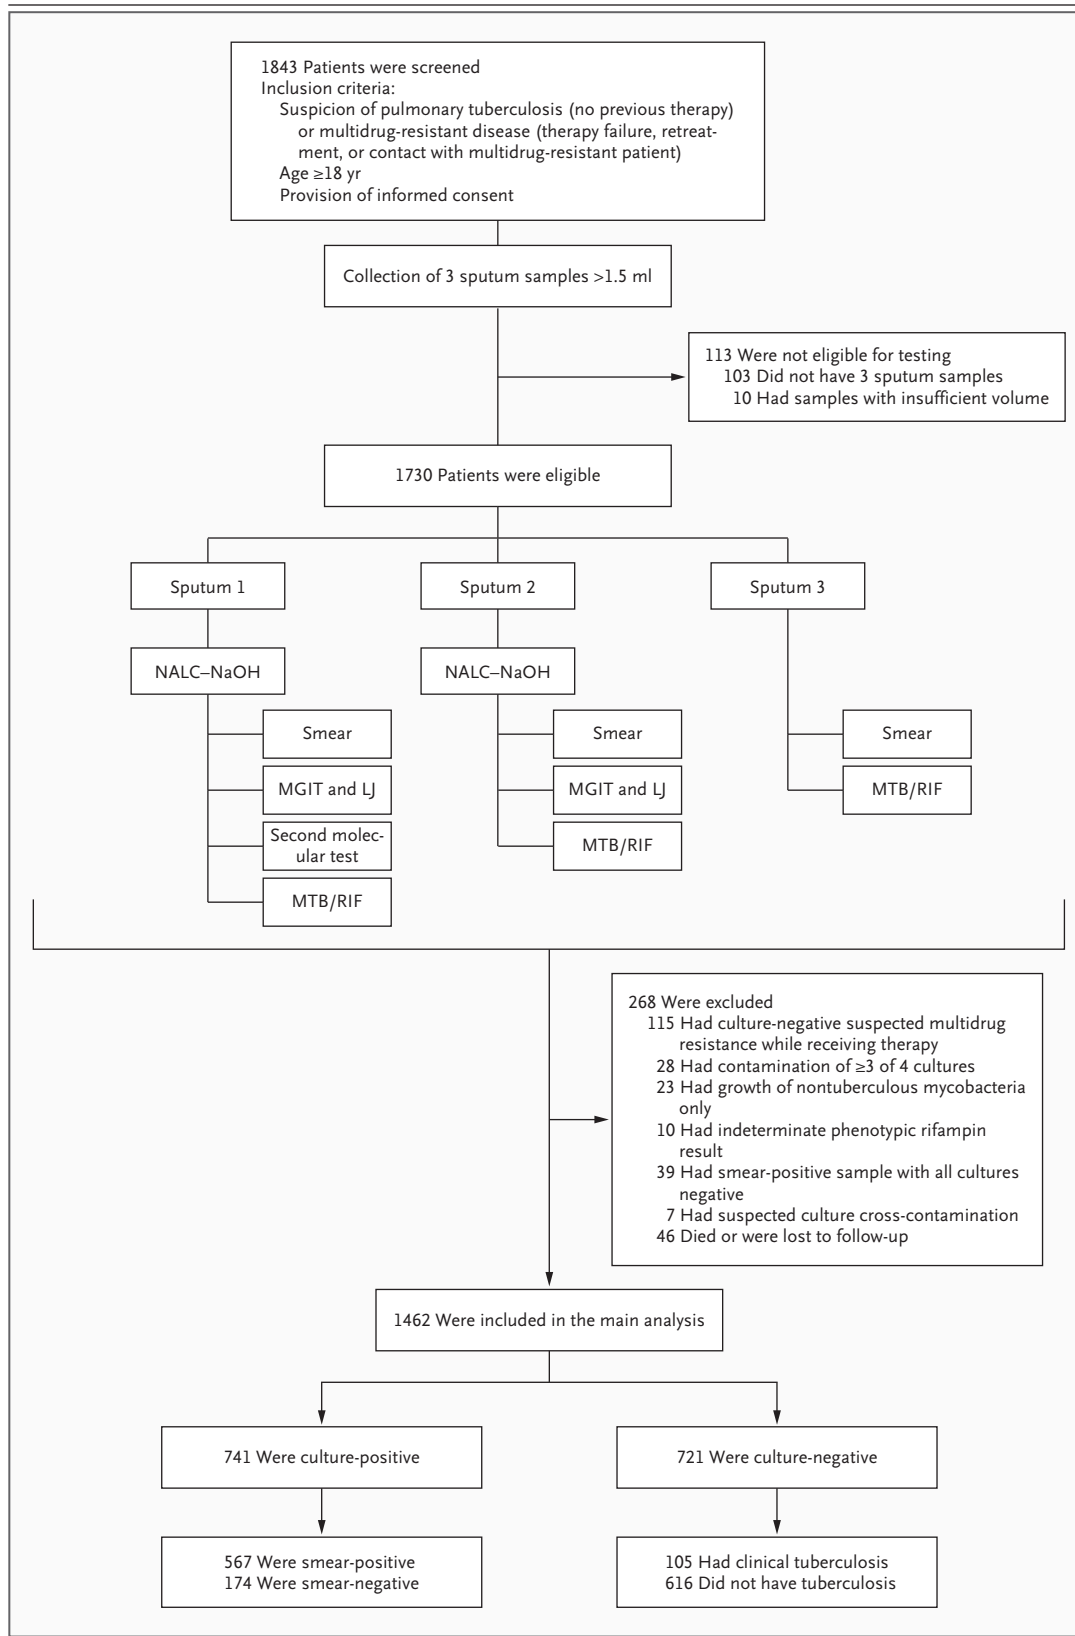 1843 Patients were screened
Inclusion criteria:
Suspicion of pulmonary tuberculosis (no previous therapy)
or multidrug-resistant disease (therapy failure, retreat-
ment, or contact with multidrug-resistant patient)
Age ≥18 yr
Provision of informed consent
Collection of 3 sputum samples >1.5 ml
113 Were not eligible for testing
103 Did not have 3 sputum samples
10 Had samples with insufficient volume
1730 Patients were eligible
Sputum 1
Sputum 2
Sputum 3
NALC–NaOH
NALC–NaOH
Smear
Smear
Smear
MGIT and LJ
MGIT and LJ
MTB/RIF
Second molec-
ular test
MTB/RIF
MTB/RIF
268 Were excluded
115 Had culture-negative suspected multidrug
resistance while receiving therapy
28 Had contamination of ≥3 of 4 cultures
23 Had growth of nontuberculous mycobacteria
only
10 Had indeterminate phenotypic rifampin
result
39 Had smear-positive sample with all cultures
negative
7 Had suspected culture cross-contamination
46 Died or were lost to follow-up
1462 Were included in the main analysis
741 Were culture-positive
721 Were culture-negative
567 Were smear-positive
174 Were smear-negative
105 Had clinical tuberculosis
616 Did not have tuberculosis